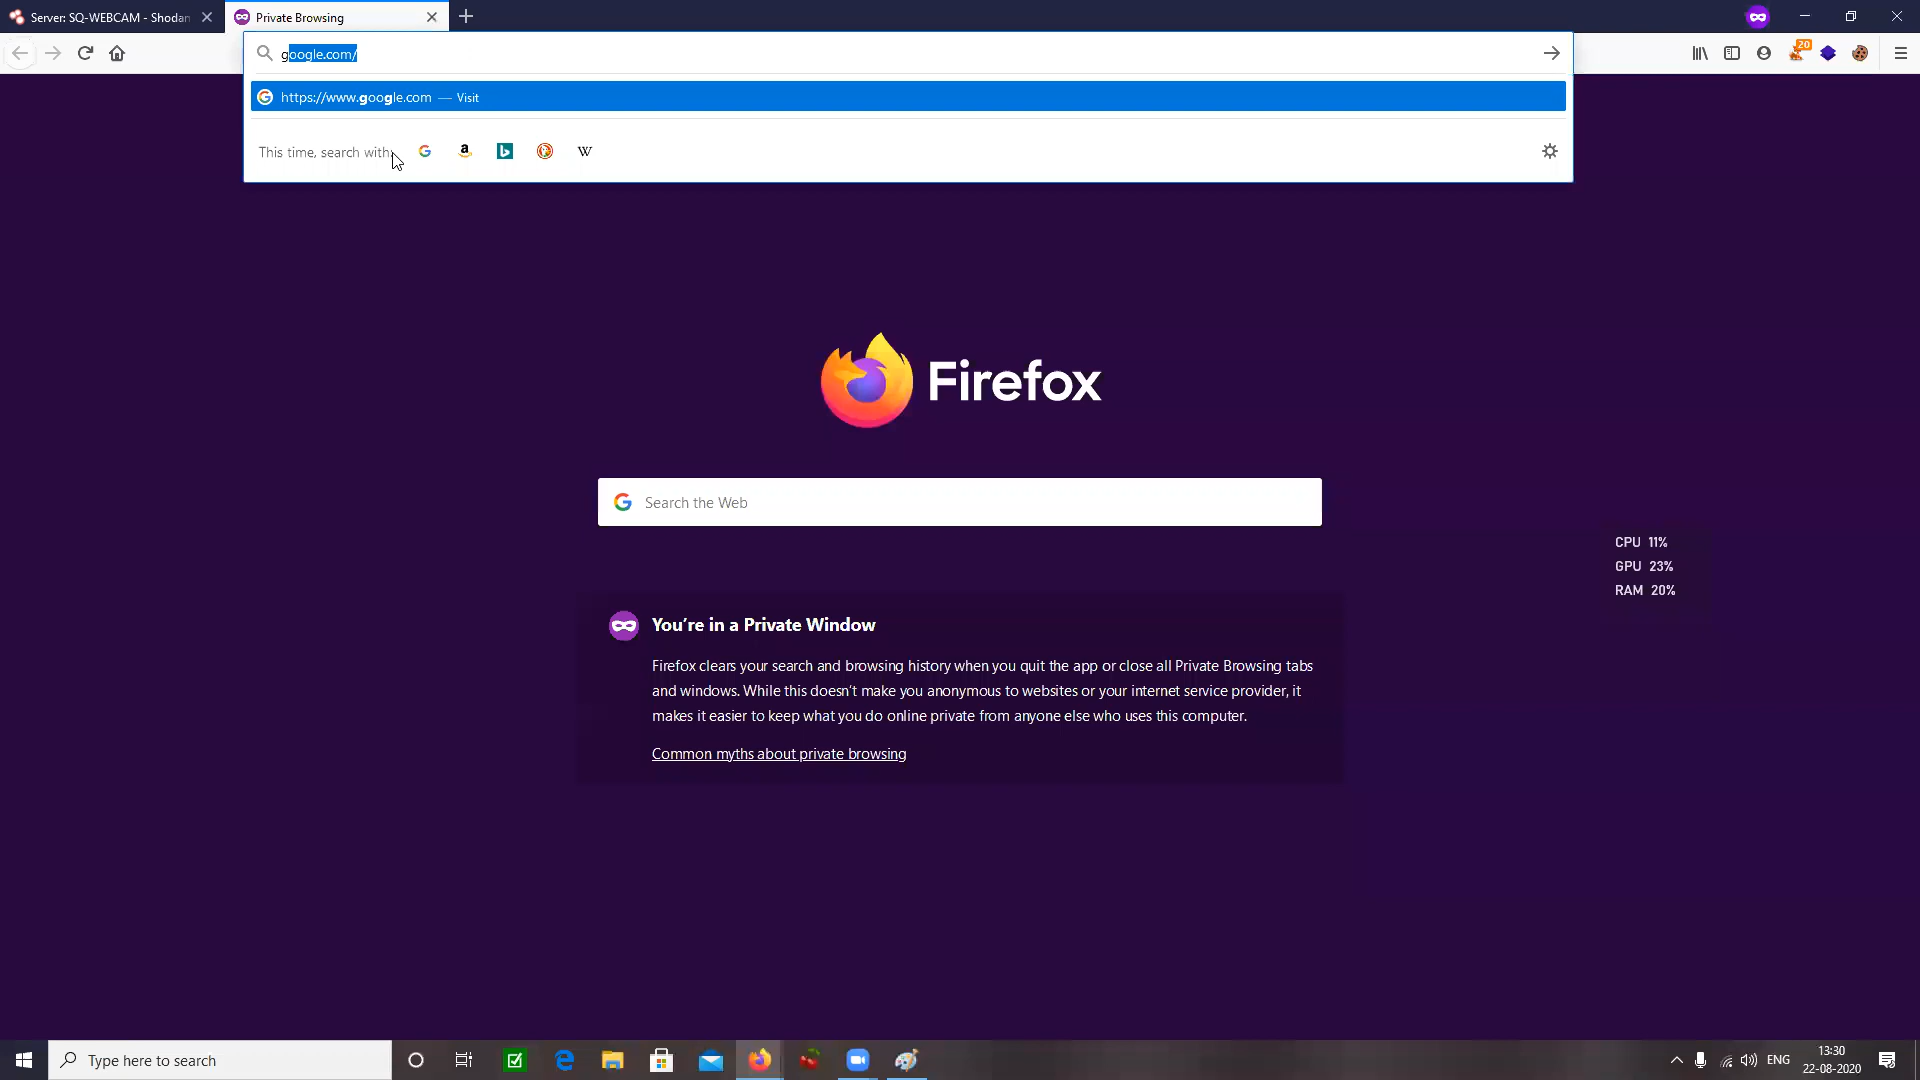 Server: SQ-WEBCAM - Shodan
Private Browsing
google.com/
20
https://www.google.com — Visit
This time, search with:
Firefox
Search the Web
CPU 11%
GPU 23%
RAM 20%
You're in a Private Window
Firefox clears your search and browsing history when you quit the app or close all Private Browsing tabs
and windows. While this doesn't make you anonymous to websites or your internet service provider, it
makes it easier to keep what you do online private from anyone else who uses this computer.
Common myths about private browsing
Type here to search
ENG
13:30
22-08-2020